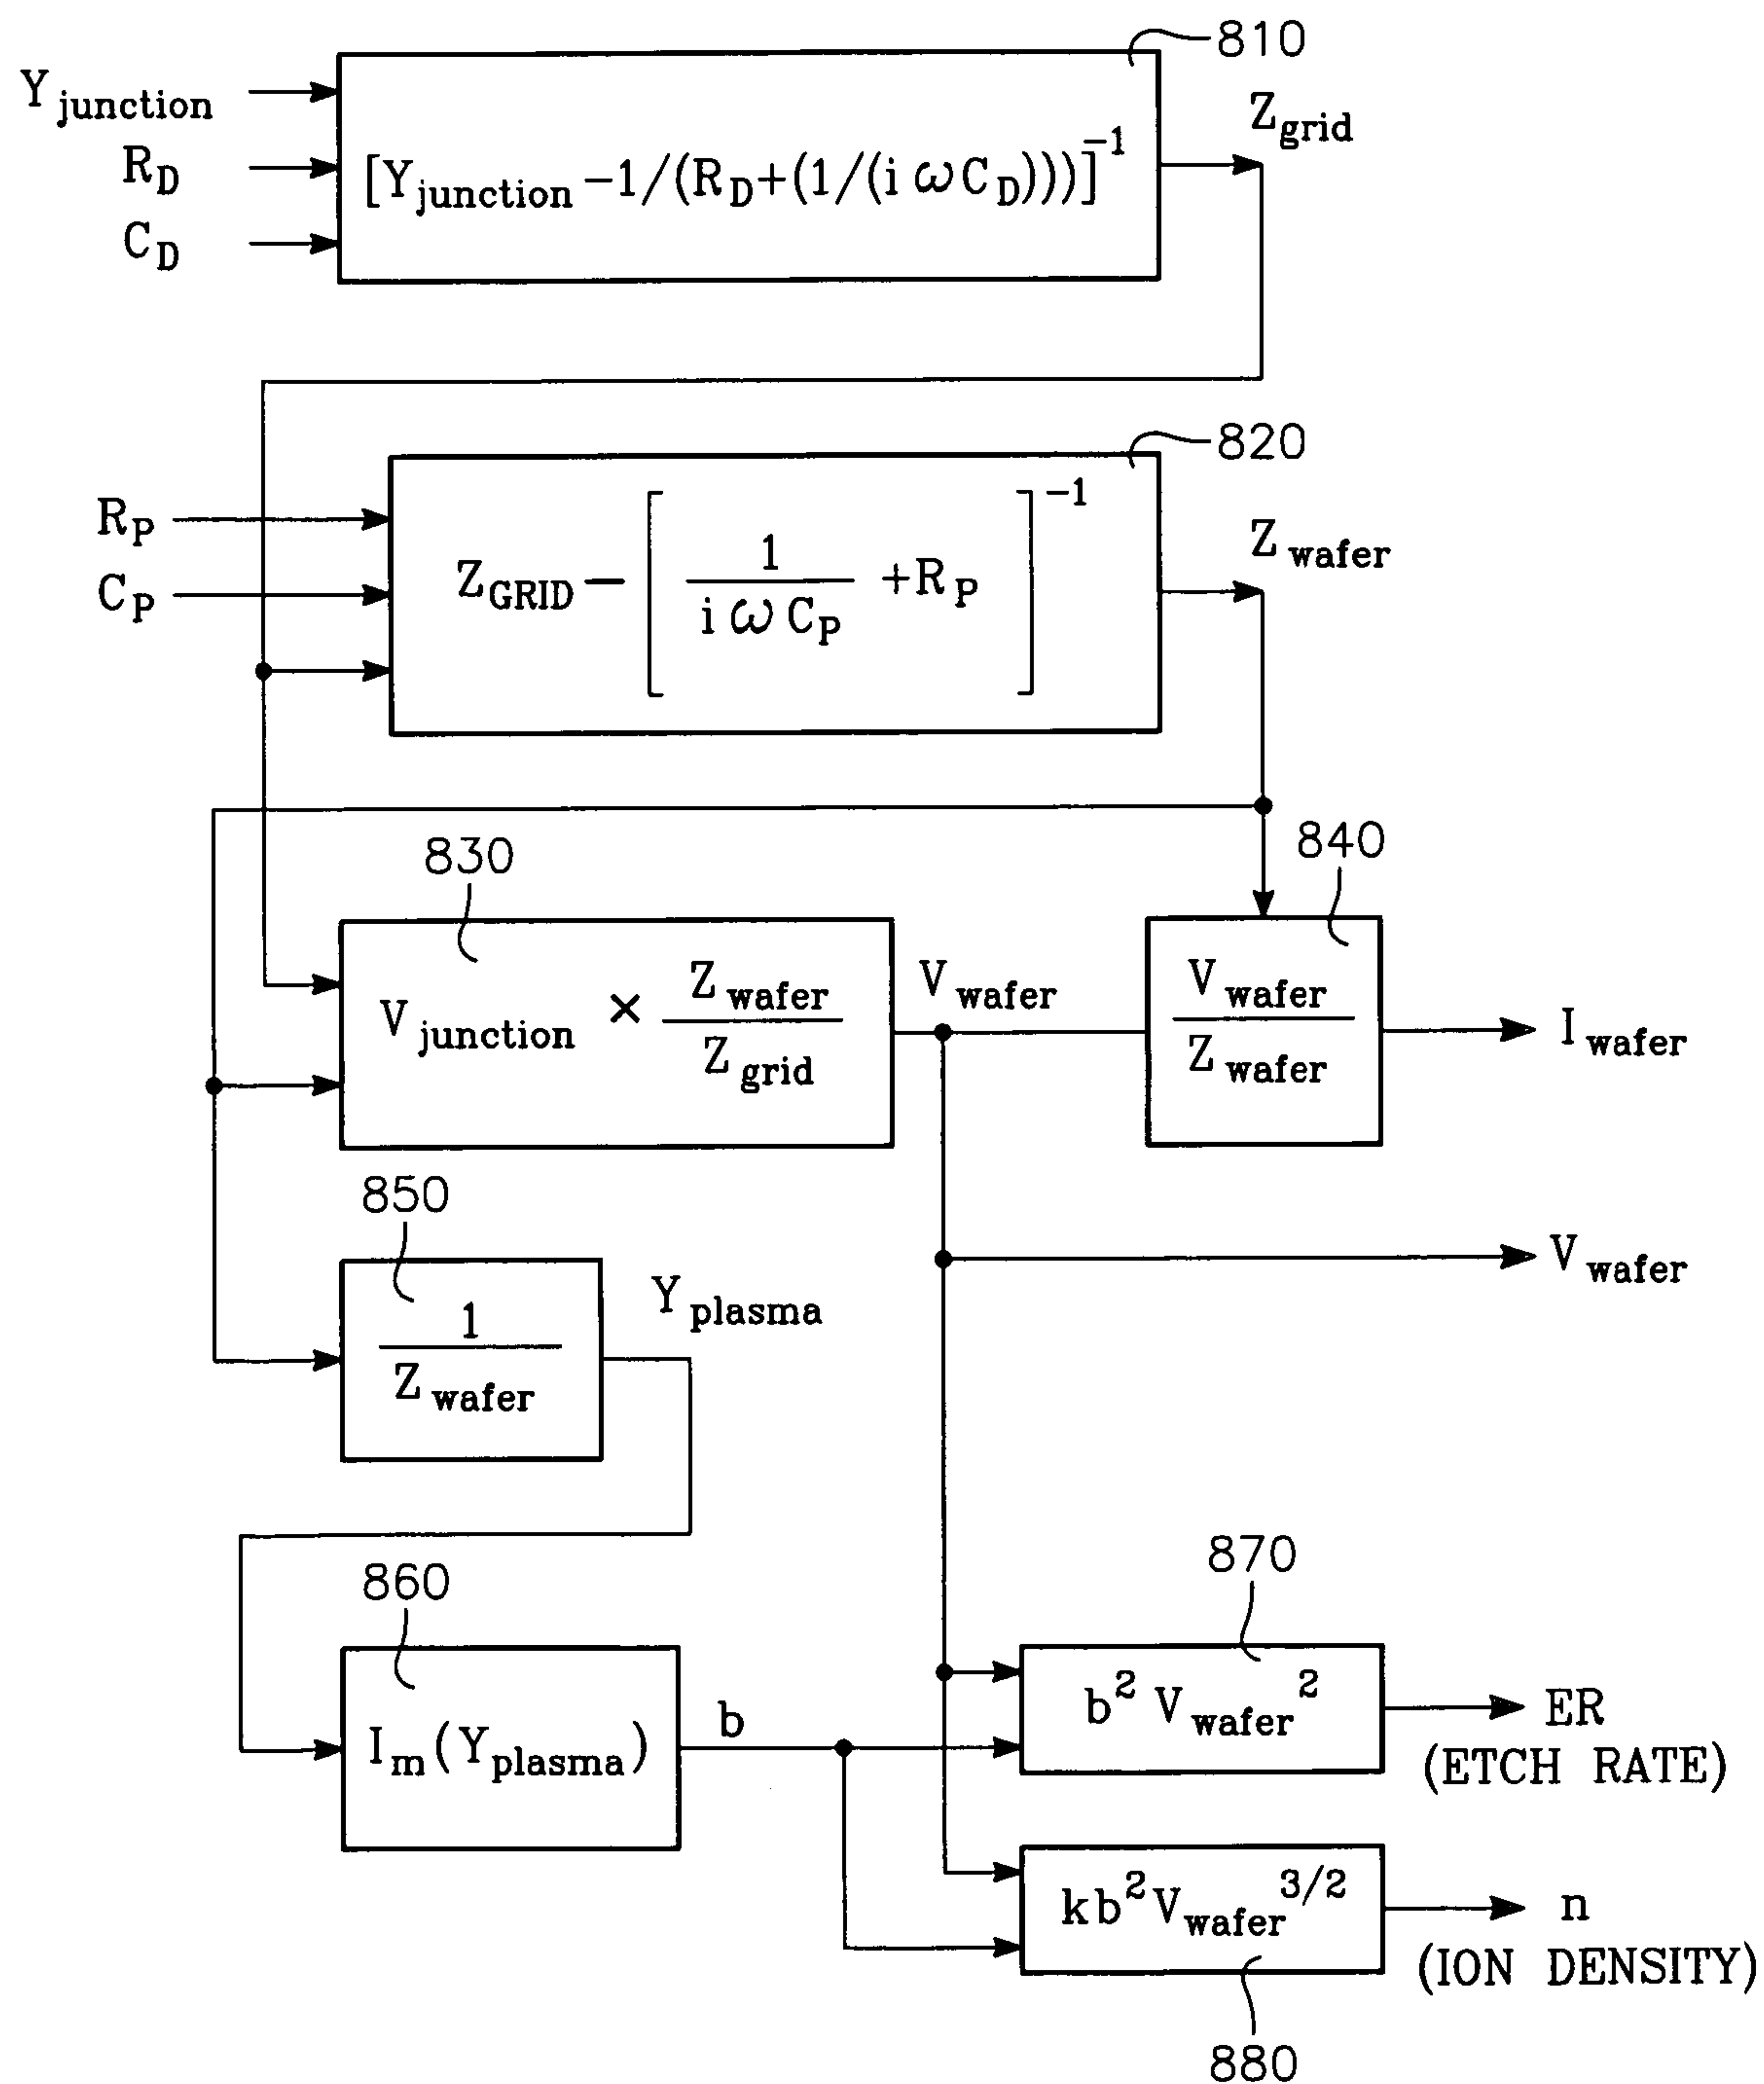 810
Y junction
R D
C D
[Y junction -1/(R D +(1/(i ω C D )))] -1
Z grid
820
R P
C P
Z GRID - [ 1 / i ω C P + R P ] -1
Z wafer
830
840
V junction × Z wafer / Z grid
V wafer
V wafer / Z wafer
I wafer
850
V wafer
1 / Z wafer
Y plasma
860
870
I m (Y plasma )
b
b 2 V wafer 2
ER
(ETCH RATE)
k b 2 V wafer 3/2
n
(ION DENSITY)
880